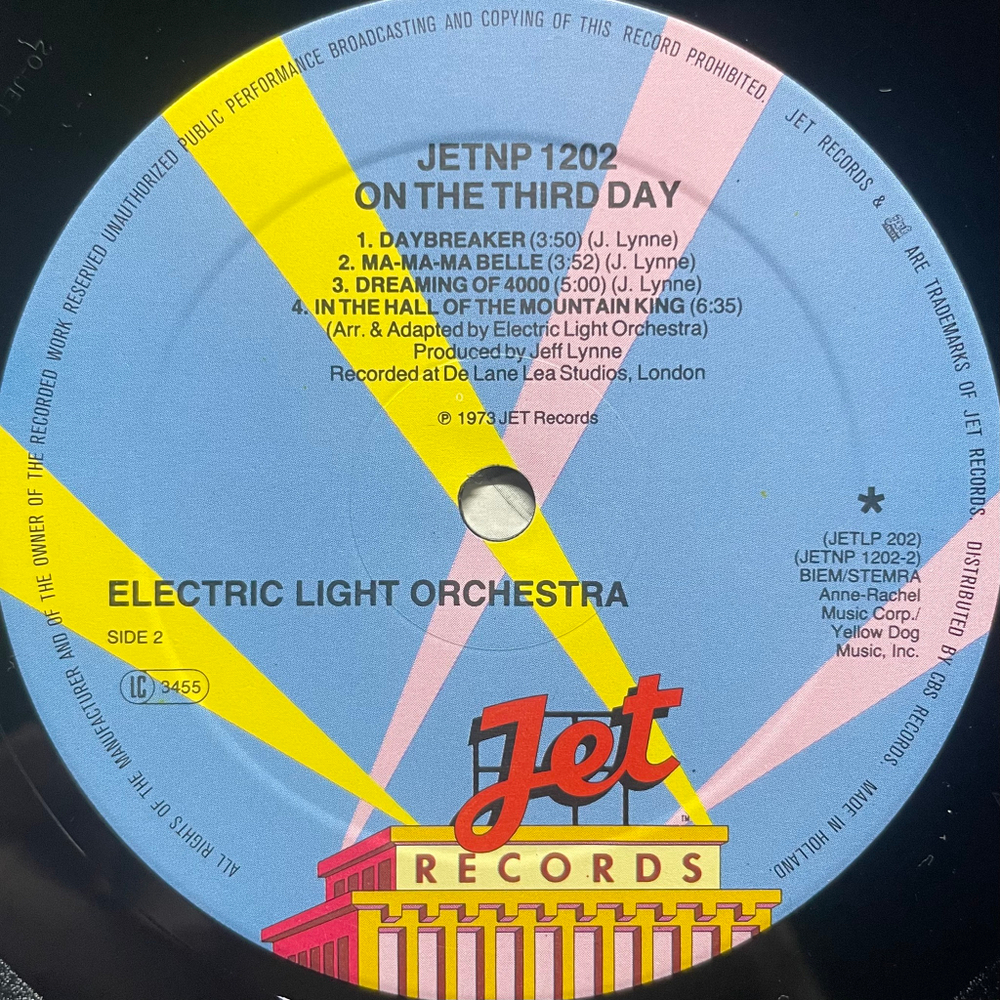 ALL RIGHTS OF THE MANUFACTURER AND OF THE OWNER OF THE RECORDED WORK RESERVED UNAUTHORIZED PUBLIC PERFORMANCE BROADCASTING AND COPYING OF THIS RECORD PROHIBITED.
JET RECORDS & Jet ARE TRADEMARKS OF JET RECORDS. DISTRIBUTED BY CBS RECORDS. MADE IN HOLLAND.
JETNP 1202
ON THE THIRD DAY
1. DAYBREAKER (3:50) (J. Lynne)
2. MA-MA-MA BELLE (3:52) (J. Lynne)
3. DREAMING OF 4000 (5:00) (J. Lynne)
4. IN THE HALL OF THE MOUNTAIN KING (6:35)
(Arr. & Adapted by Electric Light Orchestra)
Produced by Jeff Lynne
Recorded at De Lane Lea Studios, London
℗ 1973 JET Records
*
(JETLP 202)
(JETNP 1202-2)
BIEM/STEMRA
Anne-Rachel
Music Corp./
Yellow Dog
Music, Inc.
ELECTRIC LIGHT ORCHESTRA
SIDE 2
LC 3455
Jet
TM
RECORDS